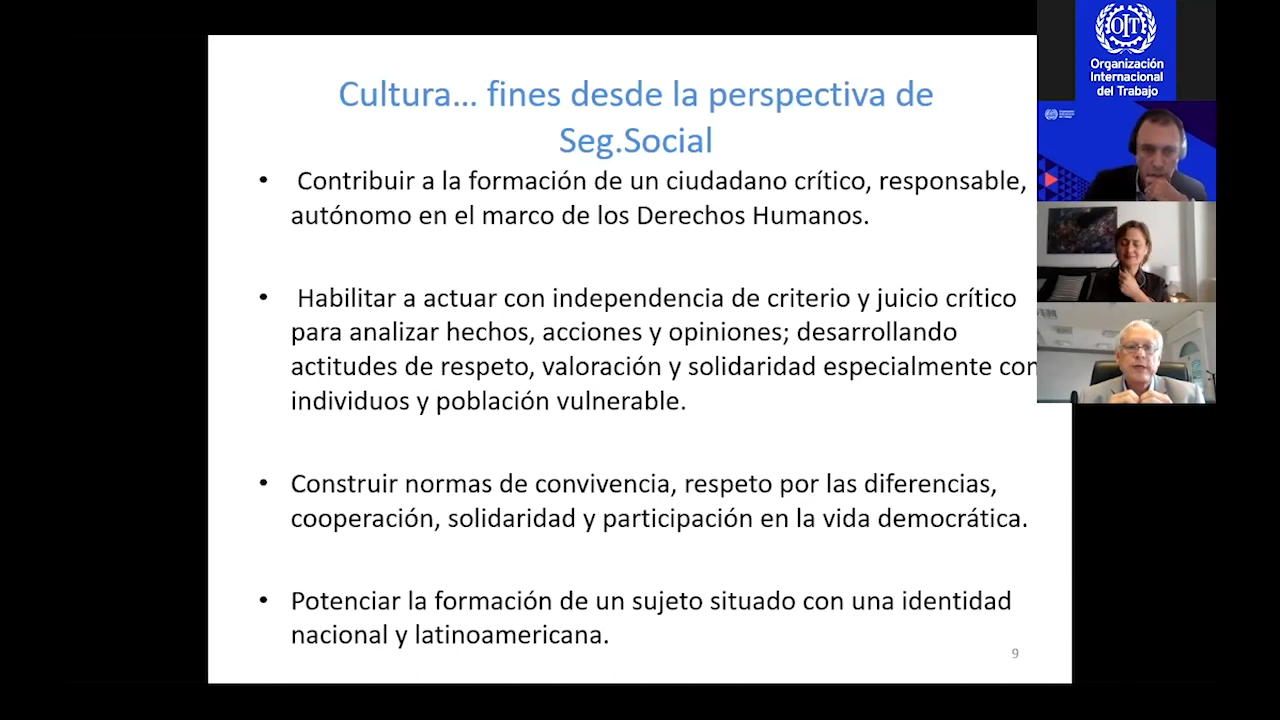 Cultura... fines desde la perspectiva de
Seg.Social
• Contribuir a la formación de un ciudadano crítico, responsable,
autónomo en el marco de los Derechos Humanos.
• Habilitar a actuar con independencia de criterio y juicio crítico
para analizar hechos, acciones y opiniones; desarrollando
actitudes de respeto, valoración y solidaridad especialmente con
individuos y población vulnerable.
• Construir normas de convivencia, respeto por las diferencias,
cooperación, solidaridad y participación en la vida democrática.
• Potenciar la formación de un sujeto situado con una identidad
nacional y latinoamericana.
9
OIT
Organización
Internacional
del Trabajo